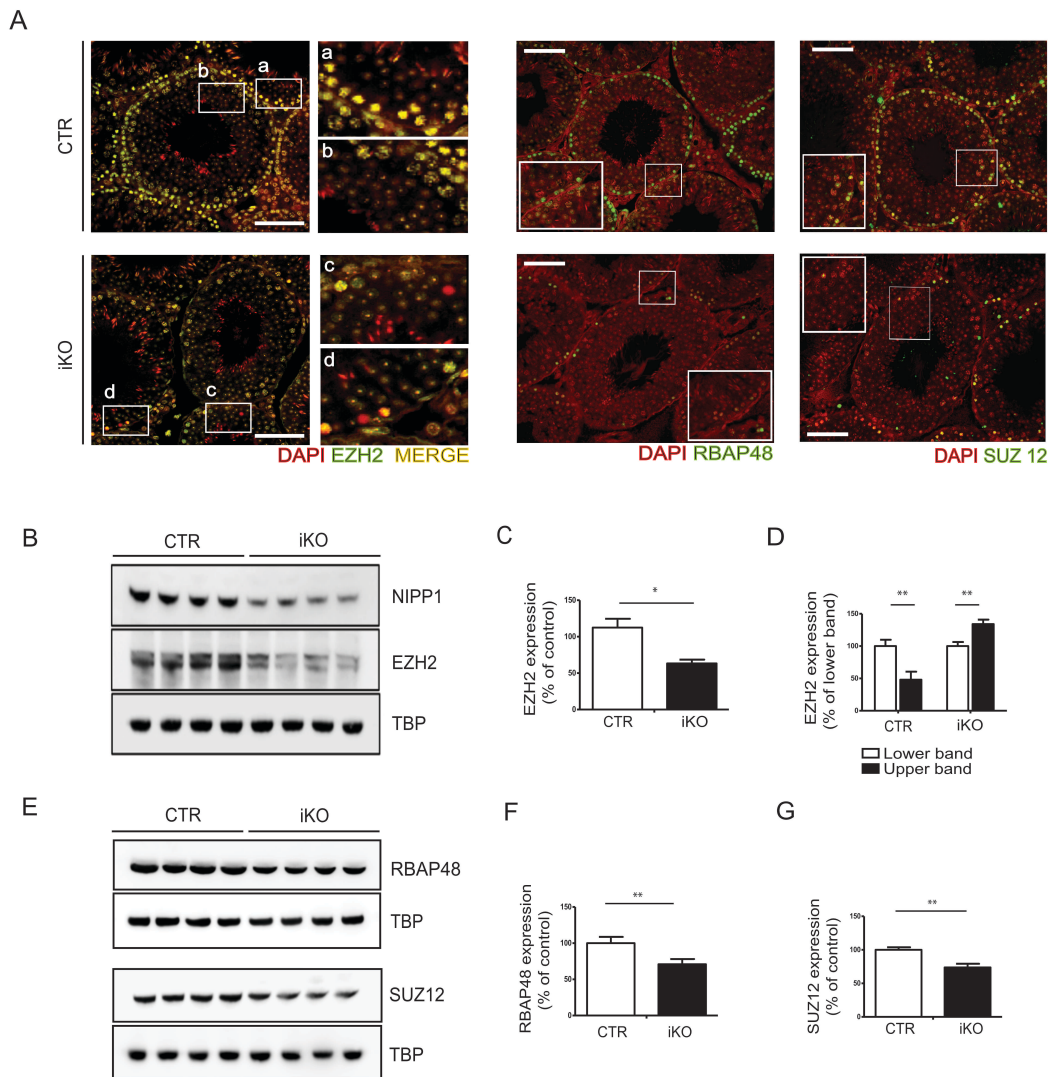 A
CTR
b
a
a
b
iKO
d
c
c
d
DAPI EZH2 MERGE
DAPI RBAP48
DAPI SUZ 12
B
CTR
iKO
NIPP1
EZH2
TBP
C
EZH2 expression
(% of control)
150
100
50
0
*
CTR
iKO
D
EZH2 expression
(% of lower band)
150
100
50
0
**
**
CTR
iKO
Lower band
Upper band
E
CTR
iKO
RBAP48
TBP
SUZ12
TBP
F
RBAP48 expression
(% of control)
150
100
50
0
**
CTR
iKO
G
SUZ12 expression
(% of control)
150
100
50
0
**
CTR
iKO